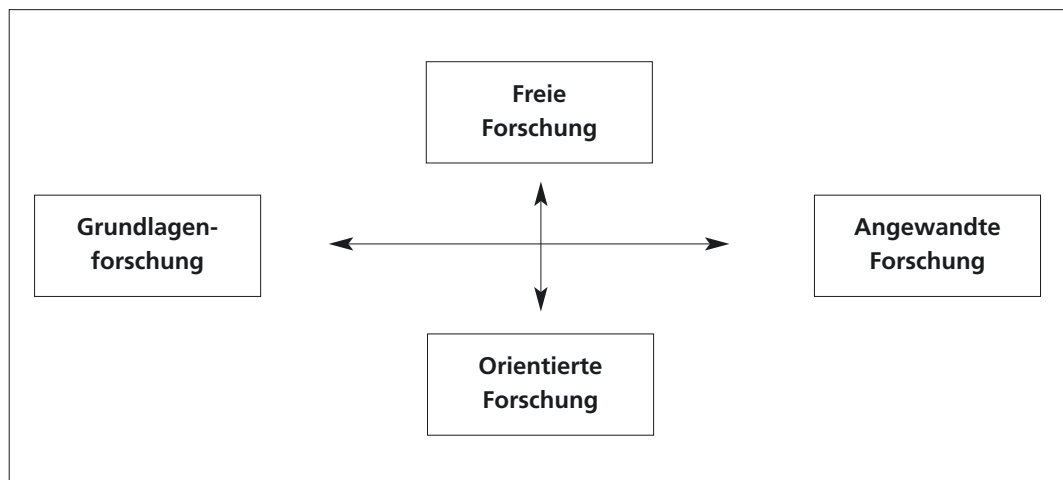 Freie
Forschung
Grundlagen-
forschung
Angewandte
Forschung
Orientierte
Forschung